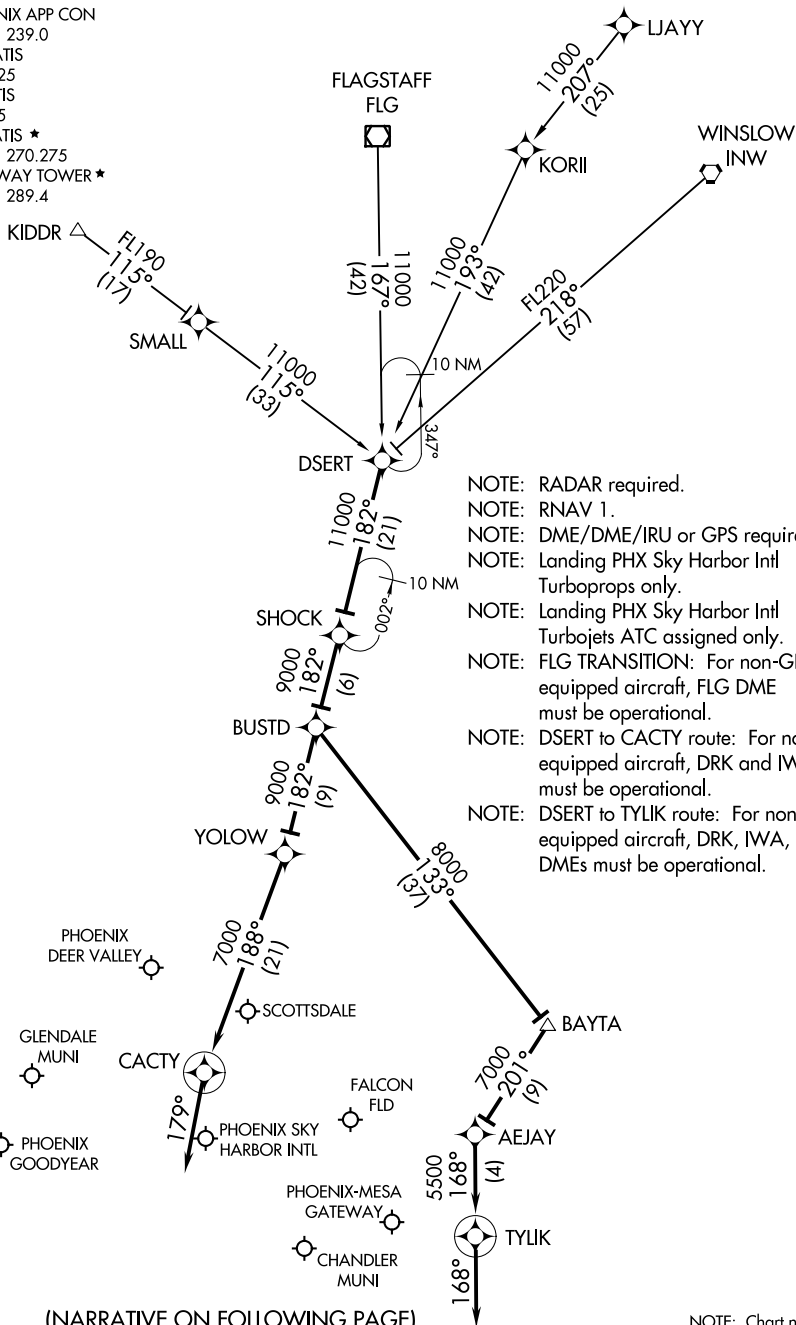 NIX APP CON
239.0
ATIS
25
TIS
5
ATIS ★
270.275
WAY TOWER ★
289.4
LJAYY
11000
207°
(25)
FLAGSTAFF
FLG
KORII
WINSLOW
INW
KIDDR
FL190
115°
(17)
SMALL
11000
167°
(42)
11000
193°
(42)
FL220
218°
(57)
11000
115°
(33)
10 NM
347°
DSERT
11000
182°
(21)
10 NM
002°
SHOCK
9000
182°
(6)
BUSTD
NOTE: RADAR required.
NOTE: RNAV 1.
NOTE: DME/DME/IRU or GPS requir
NOTE: Landing PHX Sky Harbor Intl
Turboprops only.
NOTE: Landing PHX Sky Harbor Intl
Turbojets ATC assigned only.
NOTE: FLG TRANSITION: For non-G
equipped aircraft, FLG DME
must be operational.
NOTE: DSERT to CACTY route: For no
equipped aircraft, DRK and IW
must be operational.
NOTE: DSERT to TYLIK route: For non
equipped aircraft, DRK, IWA,
DMEs must be operational.
9000
182°
(9)
YOLOW
8000
133°
(37)
7000
188°
(21)
PHOENIX
DEER VALLEY
SCOTTSDALE
BAYTA
GLENDALE
MUNI
CACTY
7000
201°
(9)
FALCON
FLD
179°
PHOENIX SKY
HARBOR INTL
AEJAY
PHOENIX
GOODYEAR
5500
168°
(4)
PHOENIX-MESA
GATEWAY
TYLIK
CHANDLER
MUNI
168°
(NARRATIVE ON FOLLOWING PAGE)
NOTE: Chart n